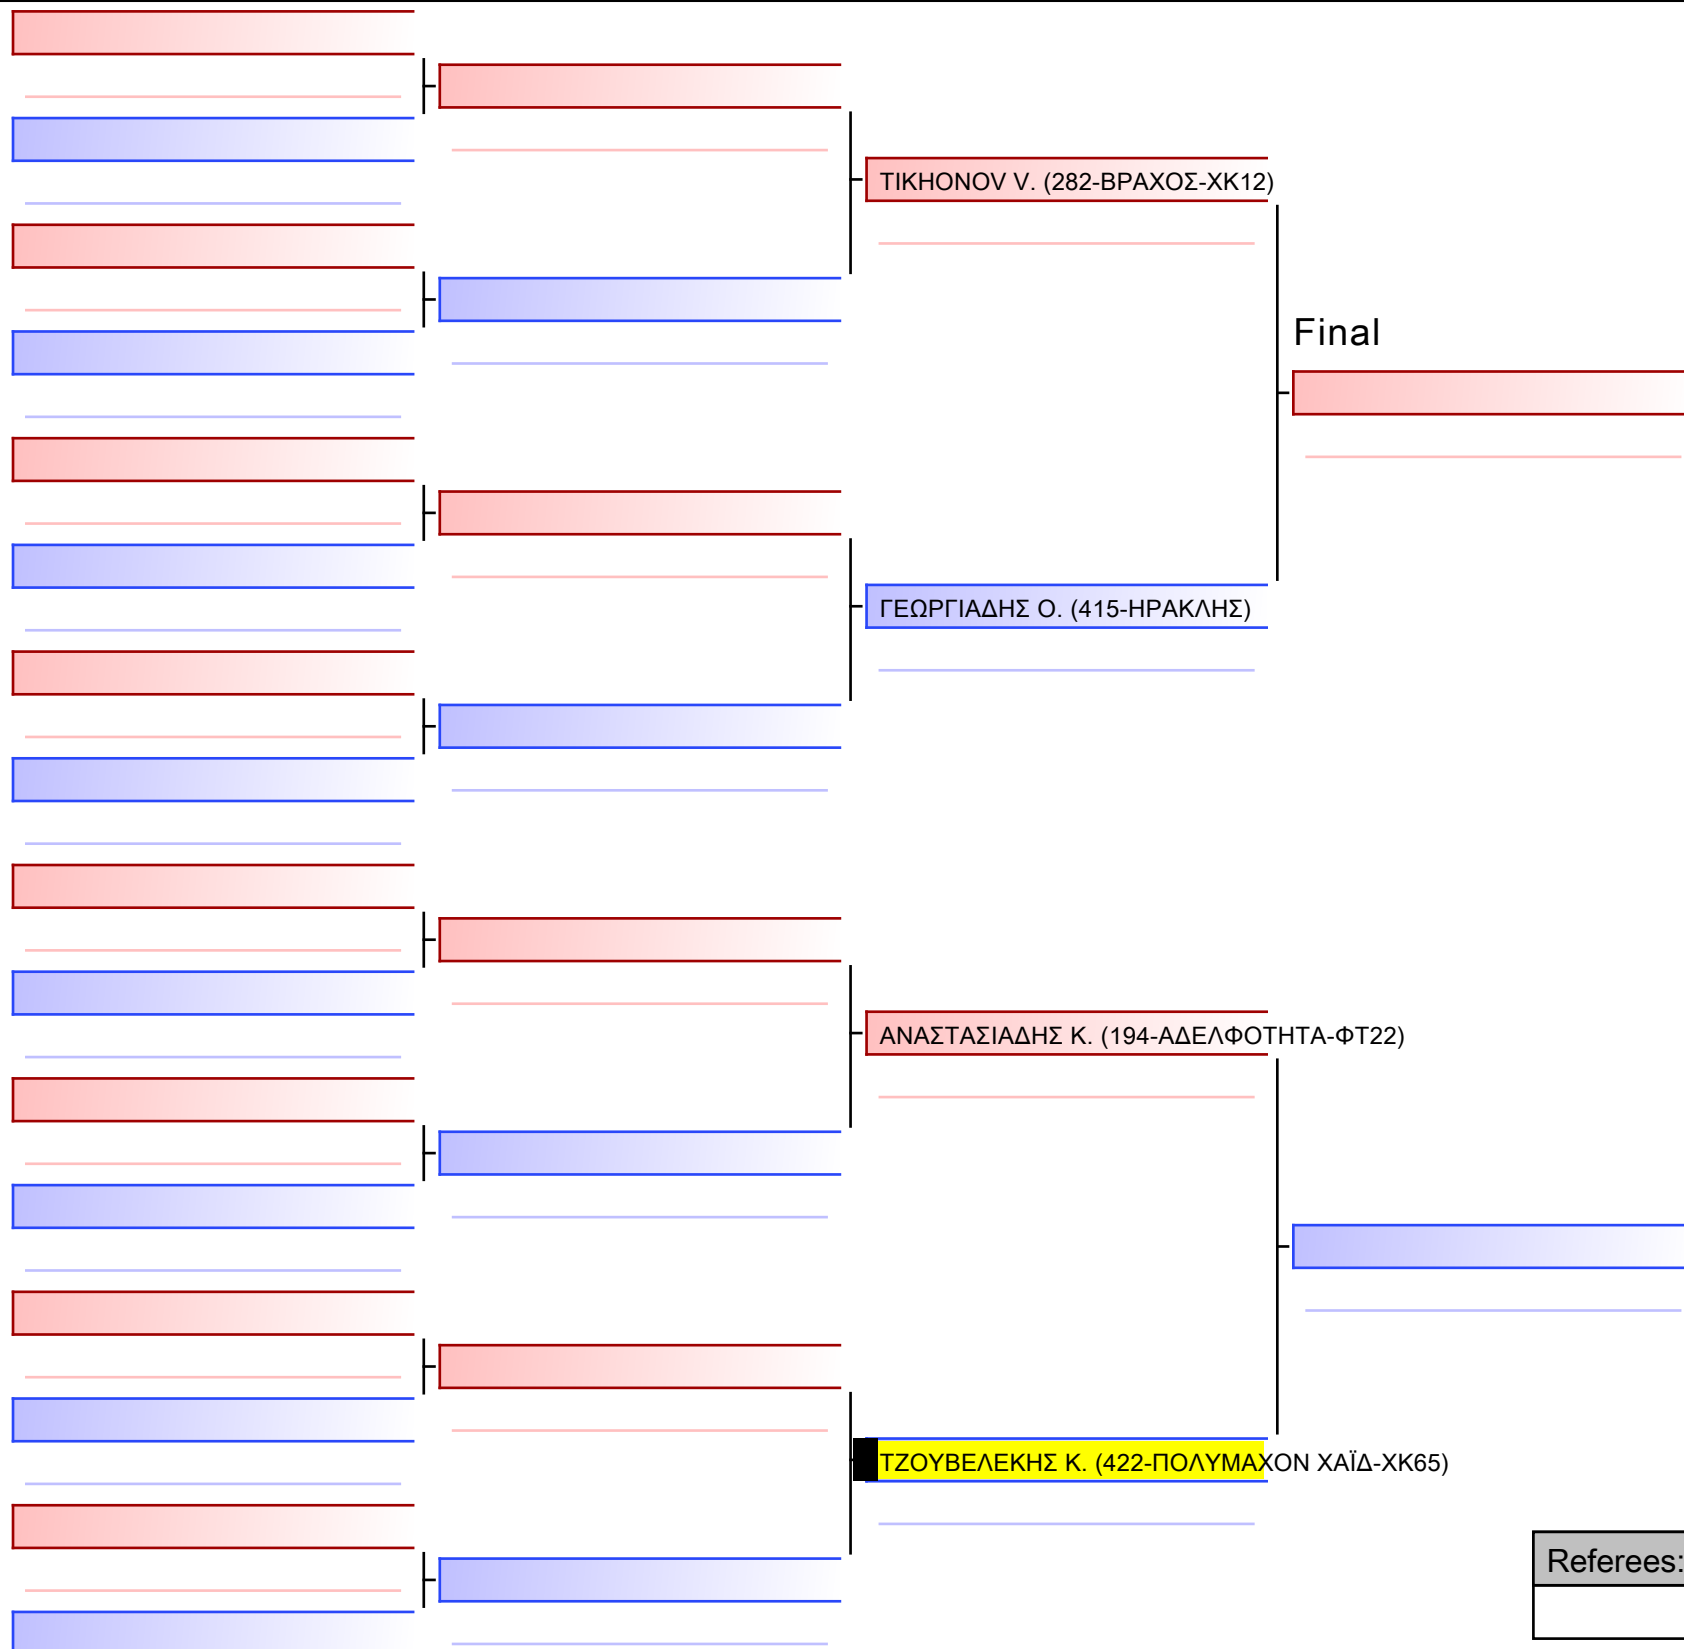 TIKHONOV V. (282-ΒΡΑΧΟΣ-ΧΚ12)
Final
ΓΕΩΡΓΙΑΔΗΣ Ο. (415-ΗΡΑΚΛΗΣ)
ΑΝΑΣΤΑΣΙΑΔΗΣ Κ. (194-ΑΔΕΛΦΟΤΗΤΑ-ΦΤ22)
ΤΖΟΥΒΕΛΕΚΗΣ Κ. (422-ΠΟΛΥΜΑΧΟΝ ΧΑΪΔ-ΧΚ65)
Referees: